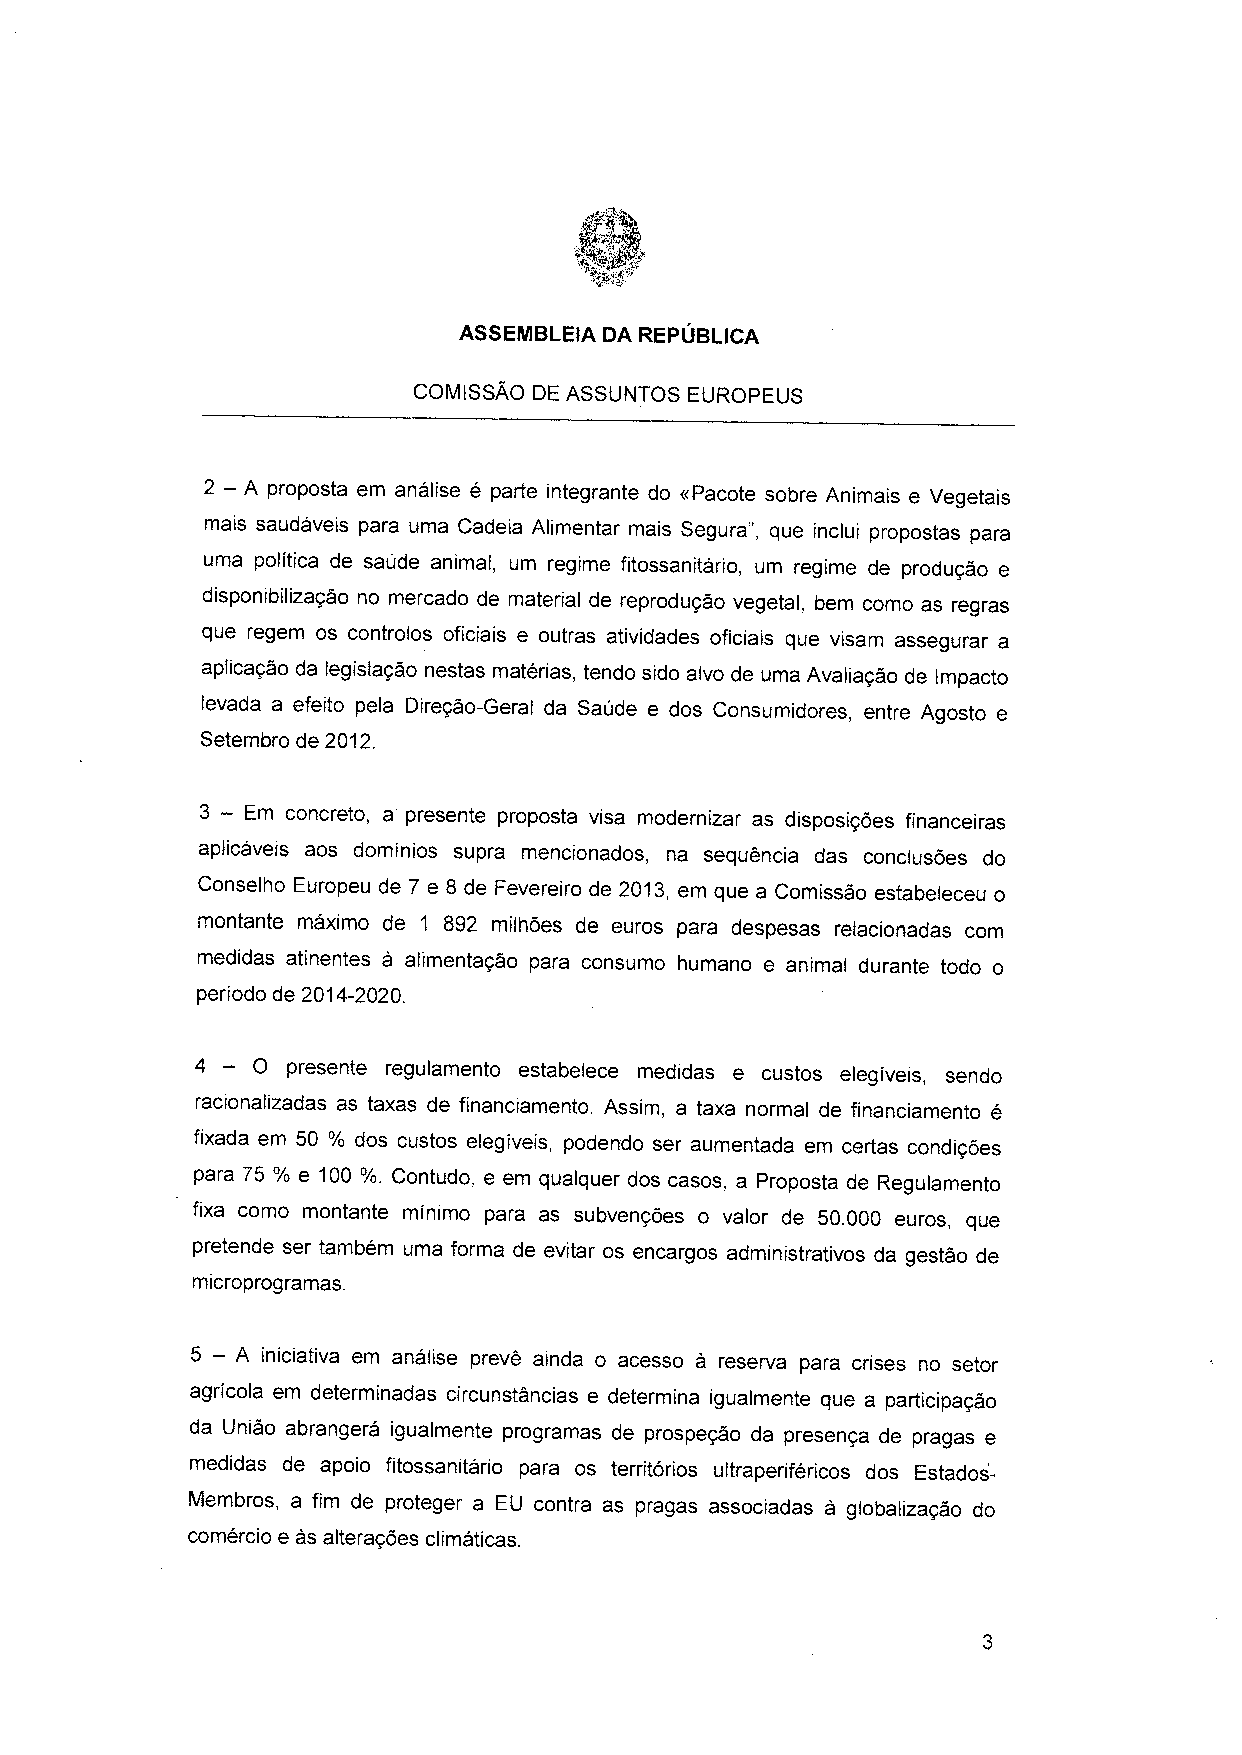 ASSEMBLEIA DA REPÚBLICA
COMISSÃO DE ASSUNTOS EUROPEUS
2 – A proposta em análise é parte integrante do «Pacote sobre Animais e Vegetais
mais saudáveis para uma Cadeia Alimentar mais Segura", que inclui propostas para
uma política de saúde animal, um regime fitossanitário, um regime de produção e
disponibilização no mercado de material de reprodução vegetal, bem como as regras
que regem os controlos oficiais e outras atividades oficiais que visam assegurar a
aplicação da legislação nestas matérias, tendo sido alvo de uma Avaliação de Impacto
levada a efeito pela Direção-Geral da Saúde e dos Consumidores, entre Agosto e
Setembro de 2012.
3 – Em concreto, a presente proposta visa modernizar as disposições financeiras
aplicáveis aos domínios supra mencionados, na sequência das conclusões do
Conselho Europeu de 7 e 8 de Fevereiro de 2013, em que a Comissão estabeleceu o
montante máximo de 1 892 milhões de euros para despesas relacionadas com
medidas atinentes à alimentação para consumo humano e animal durante todo o
período de 2014-2020.
4 – O presente regulamento estabelece medidas e custos elegíveis, sendo
racionalizadas as taxas de financiamento. Assim, a taxa normal de financiamento é
fixada em 50 % dos custos elegíveis, podendo ser aumentada em certas condições
para 75 % e 100 %. Contudo, e em qualquer dos casos, a Proposta de Regulamento
fixa como montante mínimo para as subvenções o valor de 50.000 euros, que
pretende ser também uma forma de evitar os encargos administrativos da gestão de
microprogramas.
5 – A iniciativa em análise prevê ainda o acesso à reserva para crises no setor
agrícola em determinadas circunstâncias e determina igualmente que a participação
da União abrangerá igualmente programas de prospeção da presença de pragas e
medidas de apoio fitossanitário para os territórios ultraperiféricos dos Estados-
Membros, a fim de proteger a EU contra as pragas associadas à globalização do
comércio e às alterações climáticas.
3